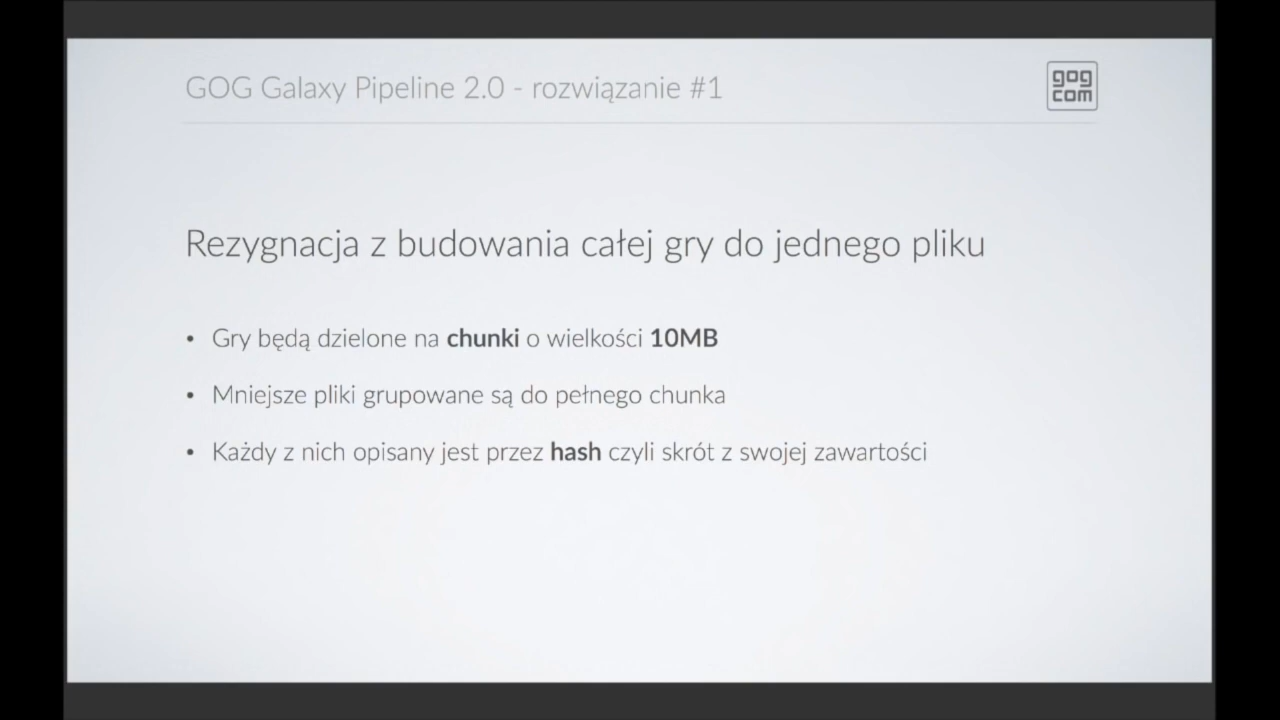 GOG Galaxy Pipeline 2.0 - rozwiązanie #1
gog
com
Rezygnacja z budowania całej gry do jednego pliku
• Gry będą dzielone na chunki o wielkości 10MB
• Mniejsze pliki grupowane są do pełnego chunka
• Każdy z nich opisany jest przez hash czyli skrót z swojej zawartości